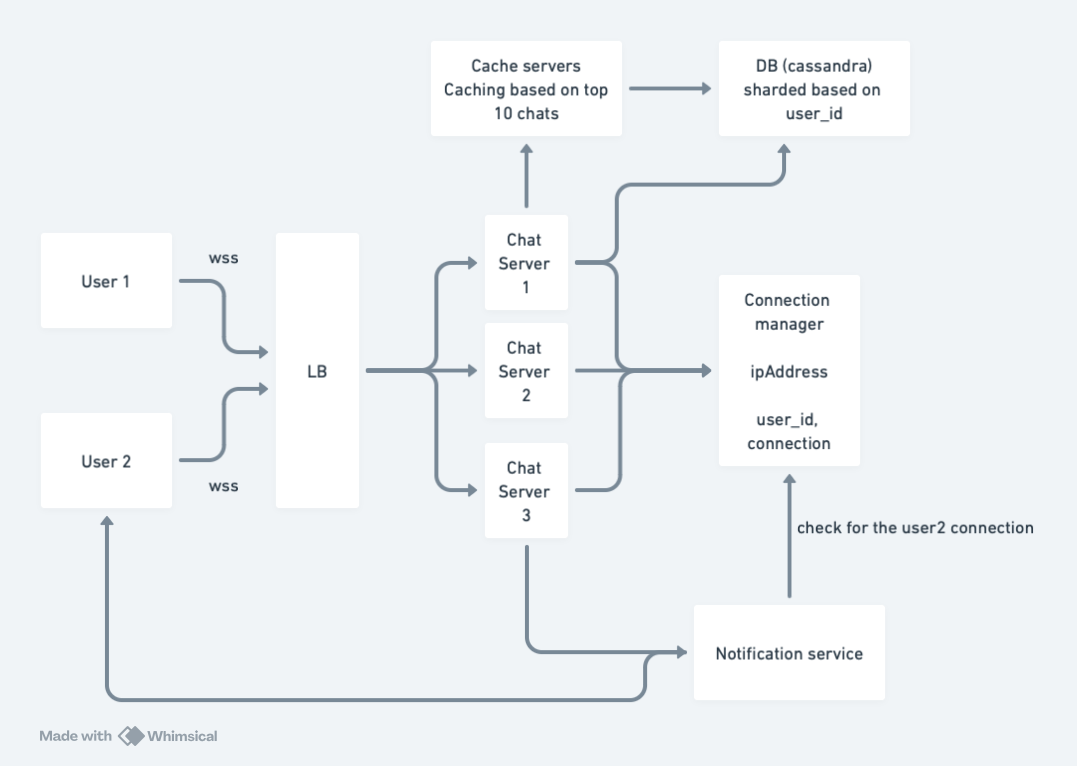 Cache servers
Caching based on top
10 chats
DB (cassandra)
sharded based on
user_id
User 1
wss
LB
Chat
Server
1
Chat
Server
2
Chat
Server
3
Connection
manager
ipAddress
user_id,
connection
User 2
wss
check for the user2 connection
Notification service
Made with Whimsical